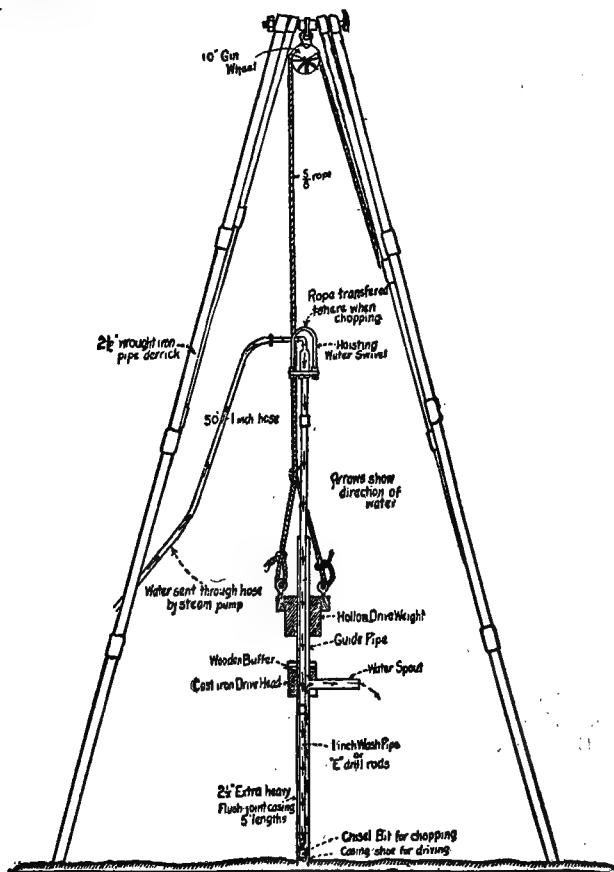 10" Gin
Wheel
5/8 rope
Rope transfered
to here when
chopping
2½" wrought iron
pipe derrick
Hoisting
Water Swivel
50'-1 inch hose
Arrows show
direction of
water
Water sent through hose
by steam pump
Hollow Drive Weight
Guide Pipe
Wooden Buffer
Water Spout
Cast iron Drive Head
1 inch Wash Pipe
or
"E" drill rods
2½" Extra heavy
Flush-joint casing
5' lengths
Chisel Bit for chopping
Casing shoe for driving